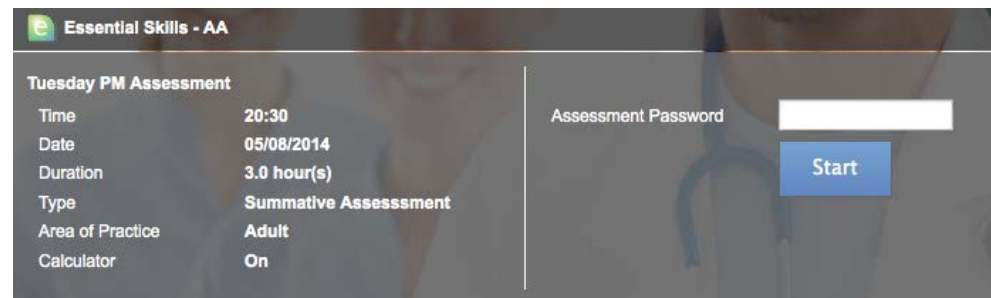 Essential Skills - AA
Tuesday PM Assessment
Time 20:30
Date 05/08/2014
Duration 3.0 hour(s)
Type Summative Assesssment
Area of Practice Adult
Calculator On
Assessment Password
Start